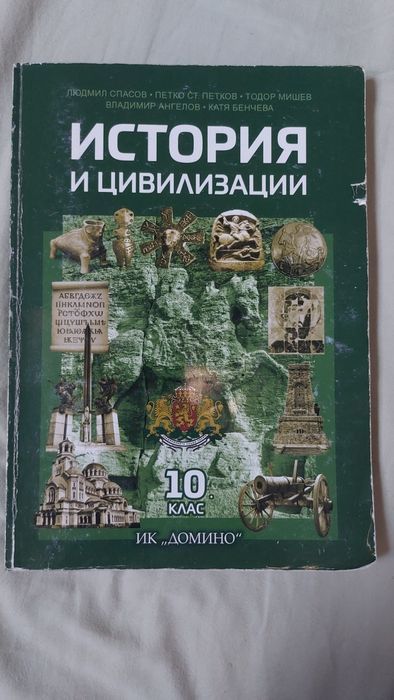 ЛЮДМИЛ СПАСОВ • ПЕТКО СТ. ПЕТКОВ • ТОДОР МИШЕВ
ВЛАДИМИР АНГЕЛОВ • КАТЯ БЕНЧЕВА
ИСТОРИЯ
И ЦИВИЛИЗАЦИИ
10.
КЛАС
ИК „ДОМИНО“